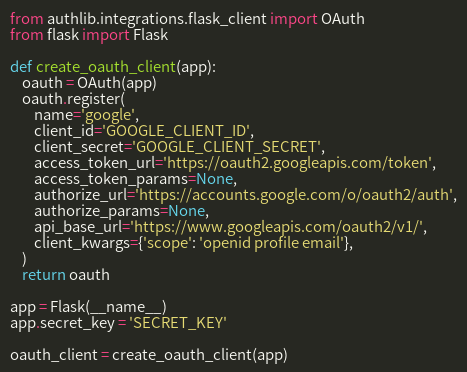 from authlib.integrations.flask_client import OAuth
from flask import Flask

def create_oauth_client(app):
    oauth = OAuth(app)
    oauth.register(
        name='google',
        client_id='GOOGLE_CLIENT_ID',
        client_secret='GOOGLE_CLIENT_SECRET',
        access_token_url='https://oauth2.googleapis.com/token',
        access_token_params=None,
        authorize_url='https://accounts.google.com/o/oauth2/auth',
        authorize_params=None,
        api_base_url='https://www.googleapis.com/oauth2/v1/',
        client_kwargs={'scope': 'openid profile email'},
    )
    return oauth

app = Flask(__name__)
app.secret_key = 'SECRET_KEY'

oauth_client = create_oauth_client(app)